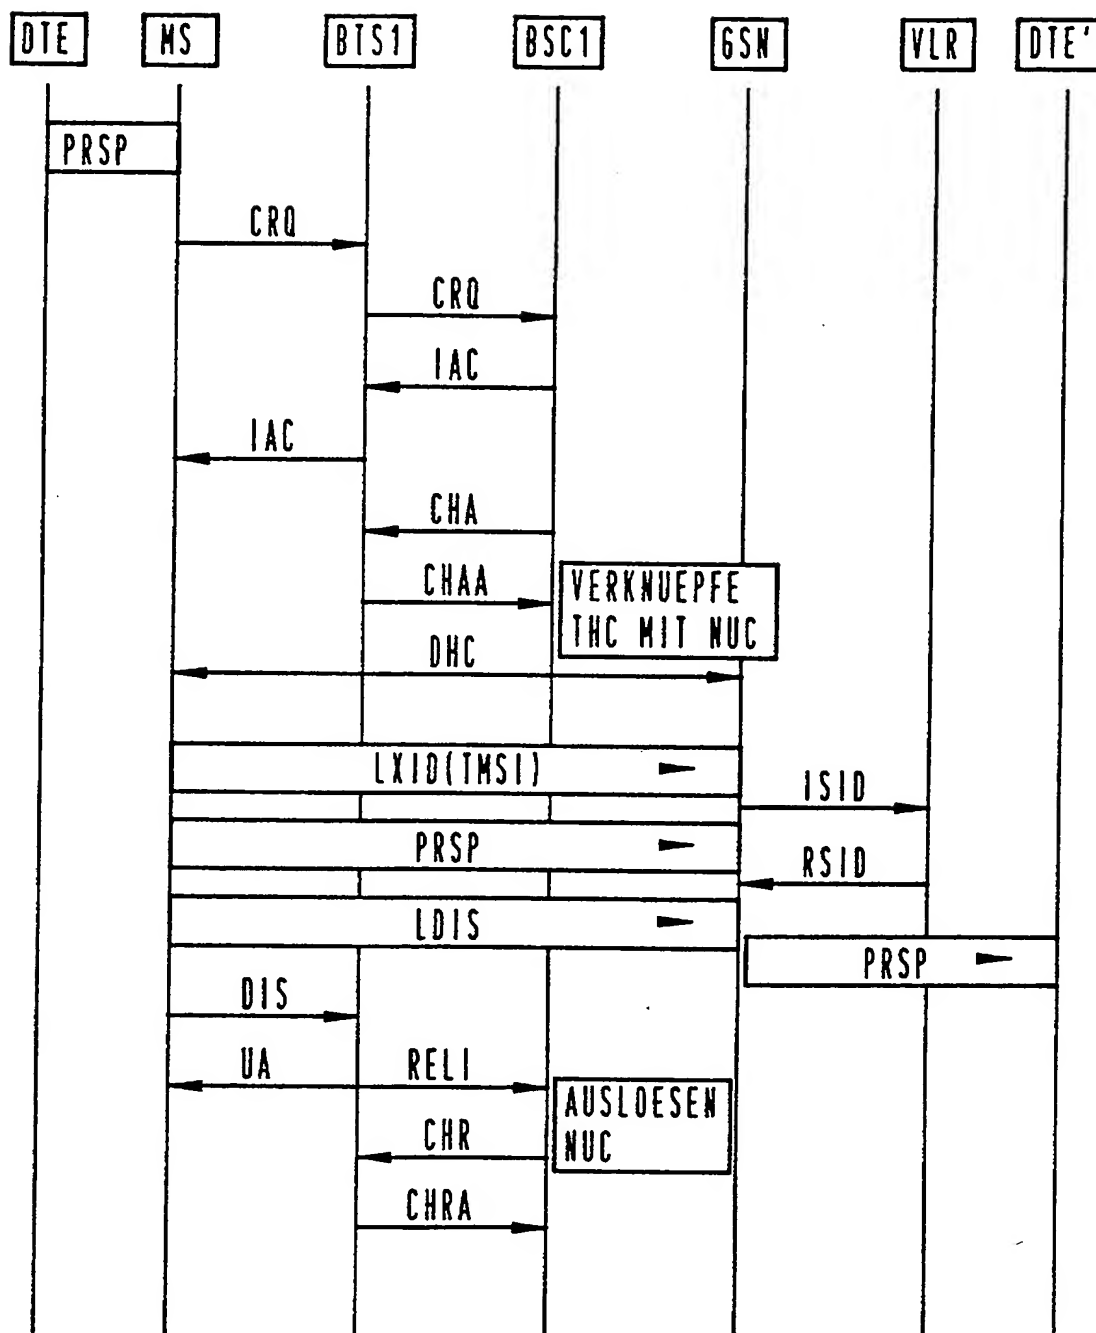 DTE MS BTS1 BSC1 GSN VLR DTE'
PRSP
CRQ
CRQ
IAC
IAC
CHA
CHAA
VERKNUEPFE
THC MIT NUC
DHC
LXID(TMSI)
ISID
PRSP
RSID
LDIS
PRSP
DIS
UA RELI
AUSLOESEN
NUC
CHR
CHRA